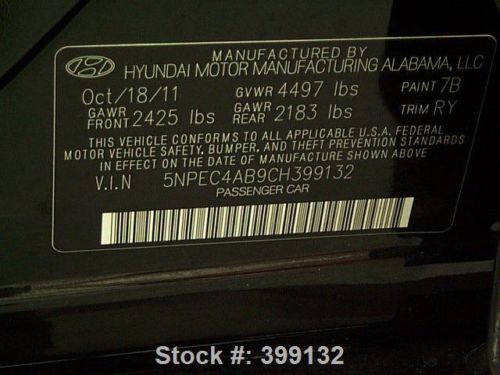 MANUFACTURED BY
HYUNDAI MOTOR MANUFACTURING ALABAMA, LLC
Oct/18/11 GVWR 4497 lbs PAINT 7B
GAWR FRONT 2425 lbs GAWR REAR 2183 lbs TRIM RY
THIS VEHICLE CONFORMS TO ALL APPLICABLE U.S.A. FEDERAL
MOTOR VEHICLE SAFETY, BUMPER, AND THEFT PREVENTION STANDARDS
IN EFFECT ON THE DATE OF MANUFACTURE SHOWN ABOVE.
V.I.N 5NPEC4AB9CH399132
PASSENGER CAR
Stock #: 399132